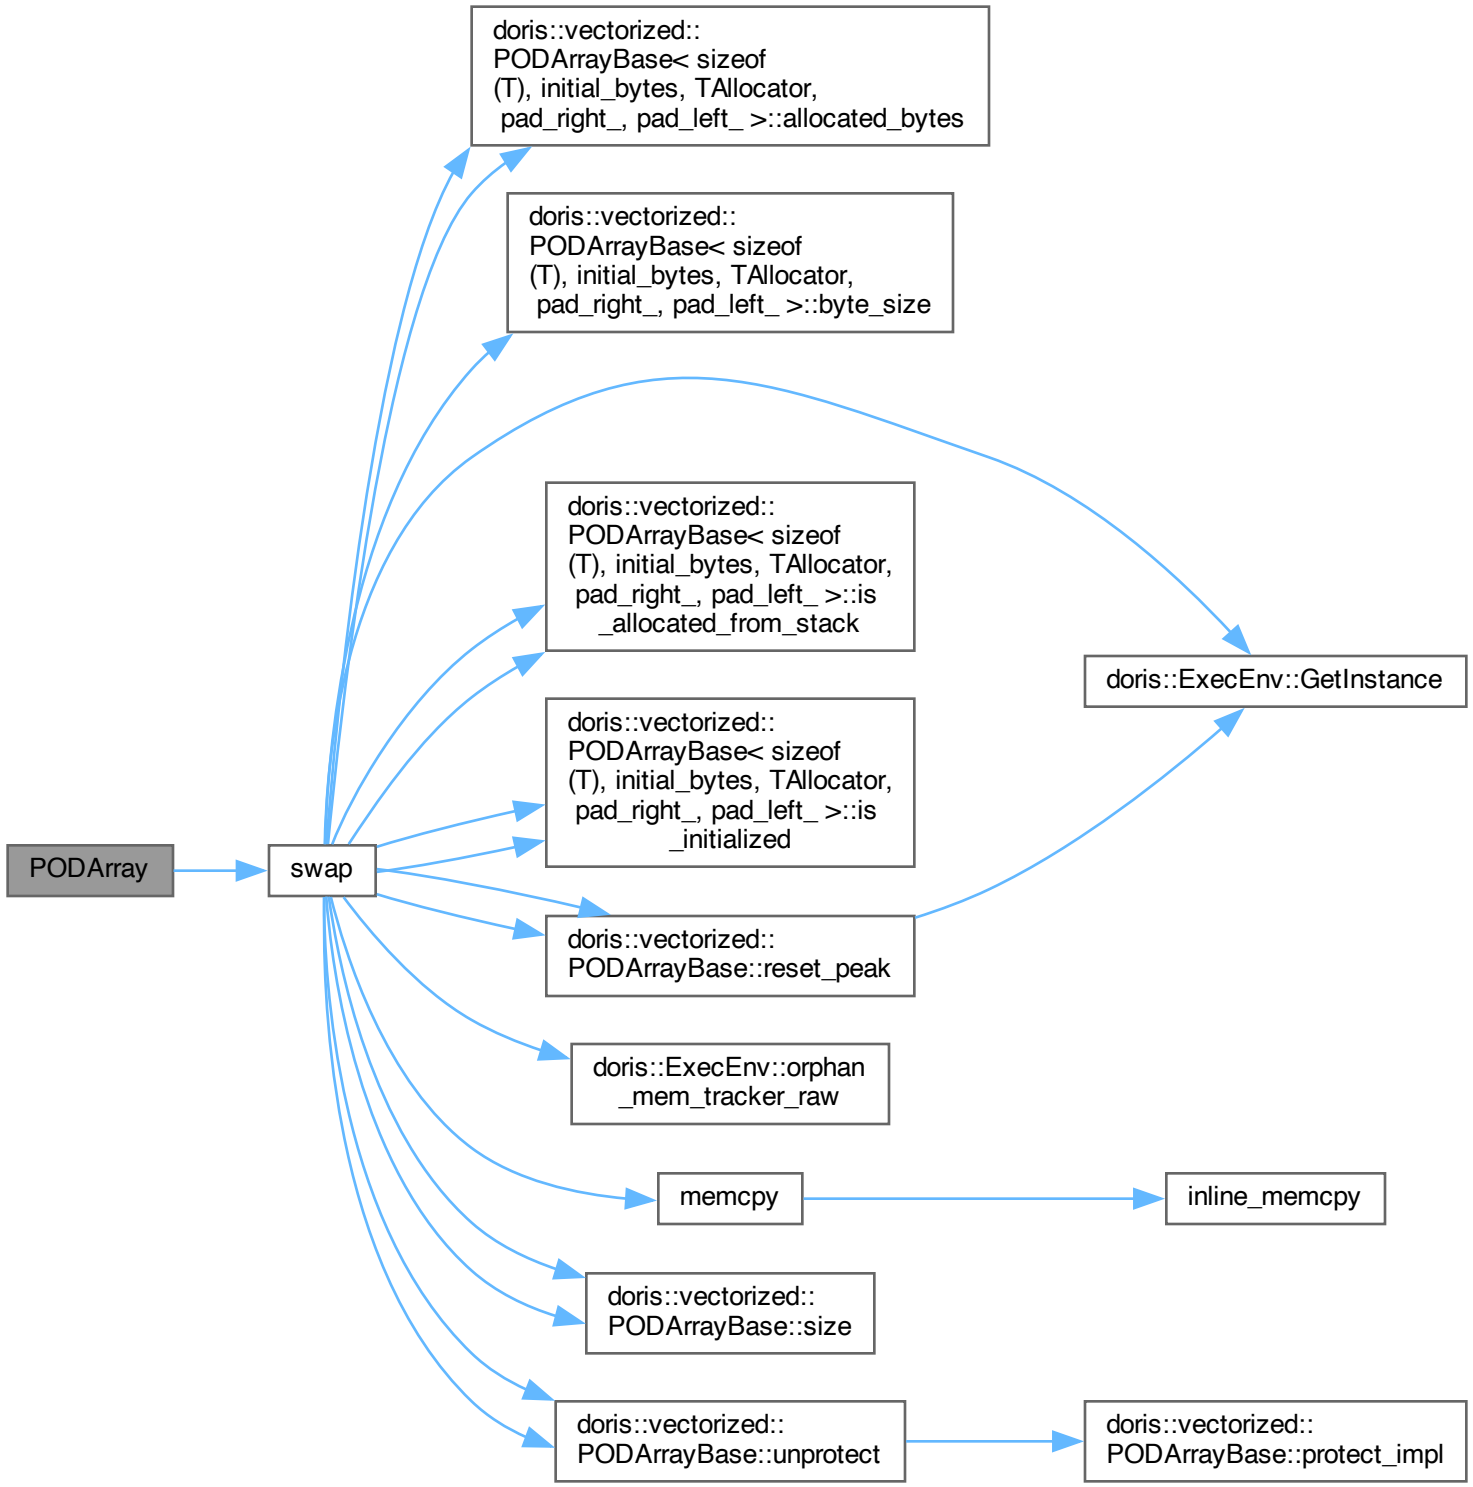 doris::vectorized::
PODArrayBase< sizeof
(T), initial_bytes, TAllocator,
pad_right_, pad_left_ >::allocated_bytes
doris::vectorized::
PODArrayBase< sizeof
(T), initial_bytes, TAllocator,
pad_right_, pad_left_ >::byte_size
doris::vectorized::
PODArrayBase< sizeof
(T), initial_bytes, TAllocator,
pad_right_, pad_left_ >::is
_allocated_from_stack
doris::ExecEnv::GetInstance
doris::vectorized::
PODArrayBase< sizeof
(T), initial_bytes, TAllocator,
pad_right_, pad_left_ >::is
_initialized
PODArray
swap
doris::vectorized::
PODArrayBase::reset_peak
doris::ExecEnv::orphan
_mem_tracker_raw
memcpy
inline_memcpy
doris::vectorized::
PODArrayBase::size
doris::vectorized::
PODArrayBase::unprotect
doris::vectorized::
PODArrayBase::protect_impl